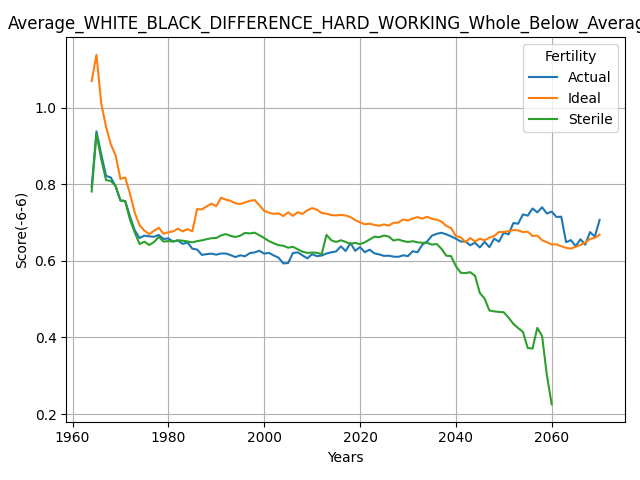 Average_WHITE_BLACK_DIFFERENCE_HARD_WORKING_Whole_Below_Averag
Fertility
Actual
Ideal
Sterile
1.0
0.8
0.6
0.4
0.2
Score(-6-6)
1960 1980 2000 2020 2040 2060
Years